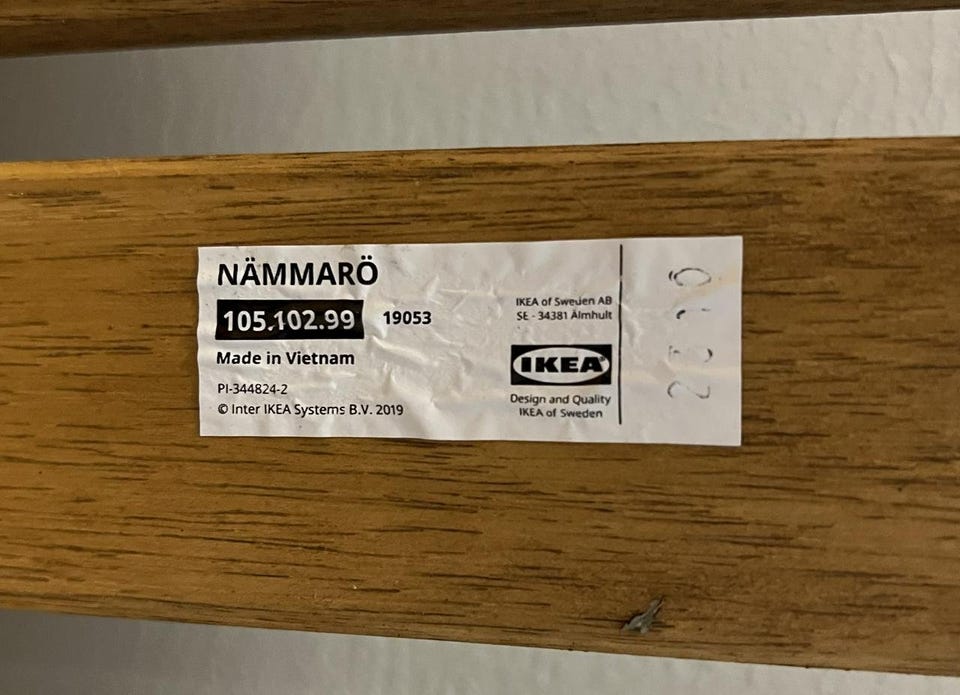 NÄMMARÖ
105.102.99 19053
Made in Vietnam
PI-344824-2
© Inter IKEA Systems B.V. 2019
IKEA of Sweden AB
SE - 34381 Älmhult
IKEA®
Design and Quality
IKEA of Sweden